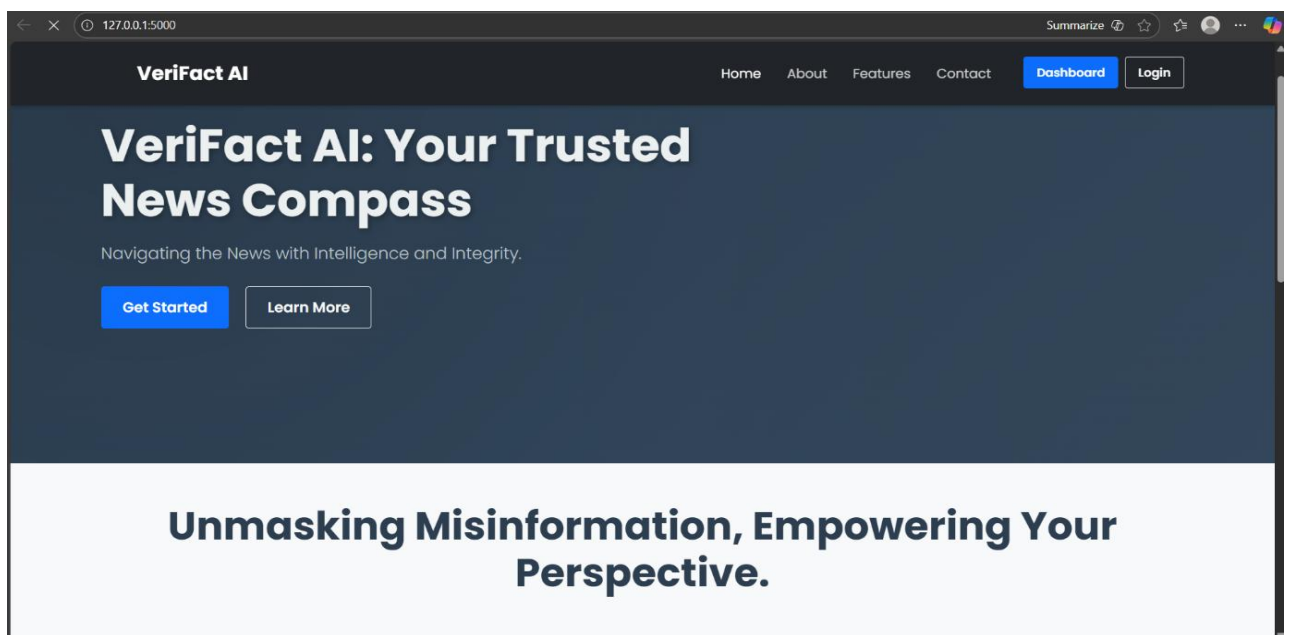 127.0.0.1:5000
Summarize
VeriFact AI
Home About Features Contact Dashboard Login
VeriFact AI: Your Trusted
News Compass
Navigating the News with Intelligence and Integrity.
Get Started Learn More
Unmasking Misinformation, Empowering Your
Perspective.